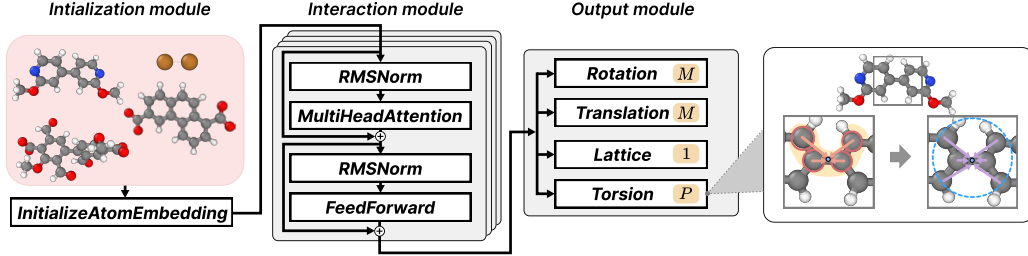 Intialization module
Interaction module
Output module
RMSNorm
MultiHeadAttention
RMSNorm
FeedForward
InitializeAtomEmbedding
Rotation M
Translation M
Lattice 1
Torsion P